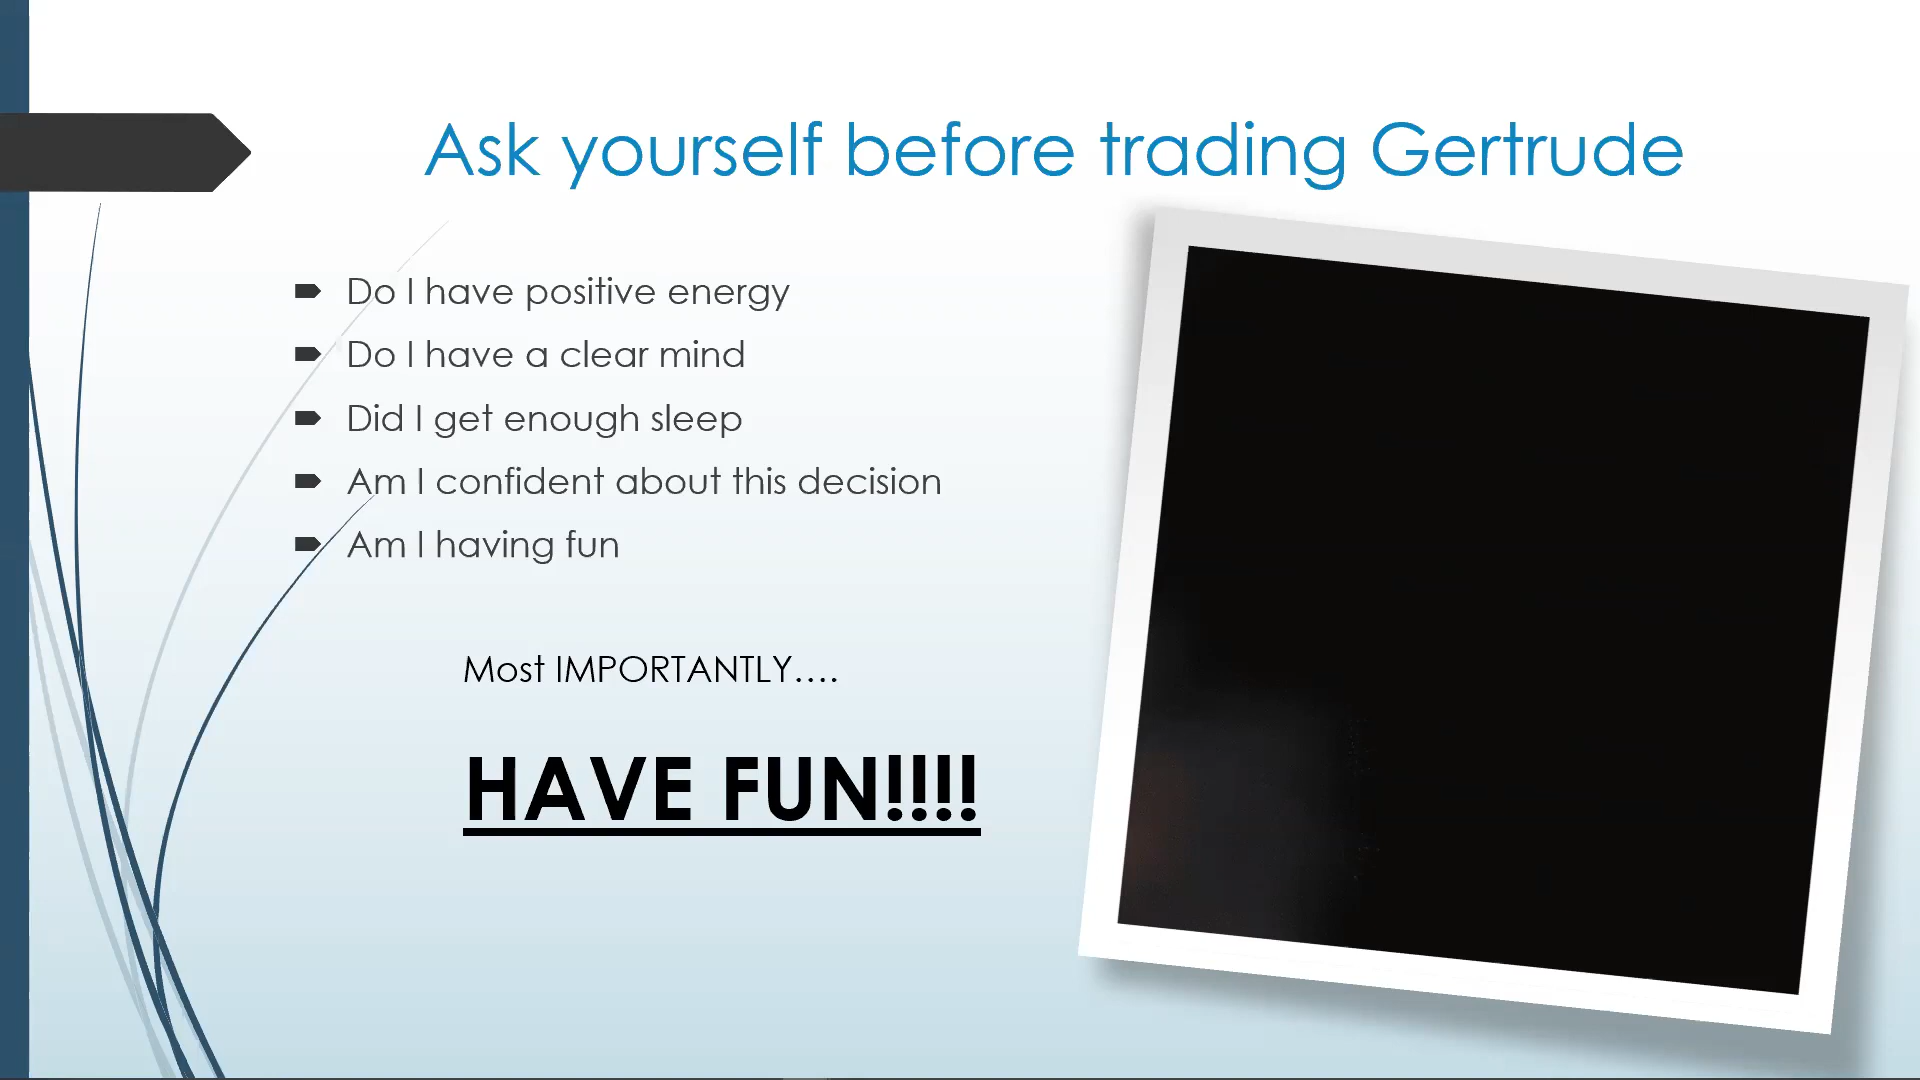 Ask yourself before trading Gertrude
Do I have positive energy
Do I have a clear mind
Did I get enough sleep
Am I confident about this decision
Am I having fun
Most IMPORTANTLY….
HAVE FUN!!!!